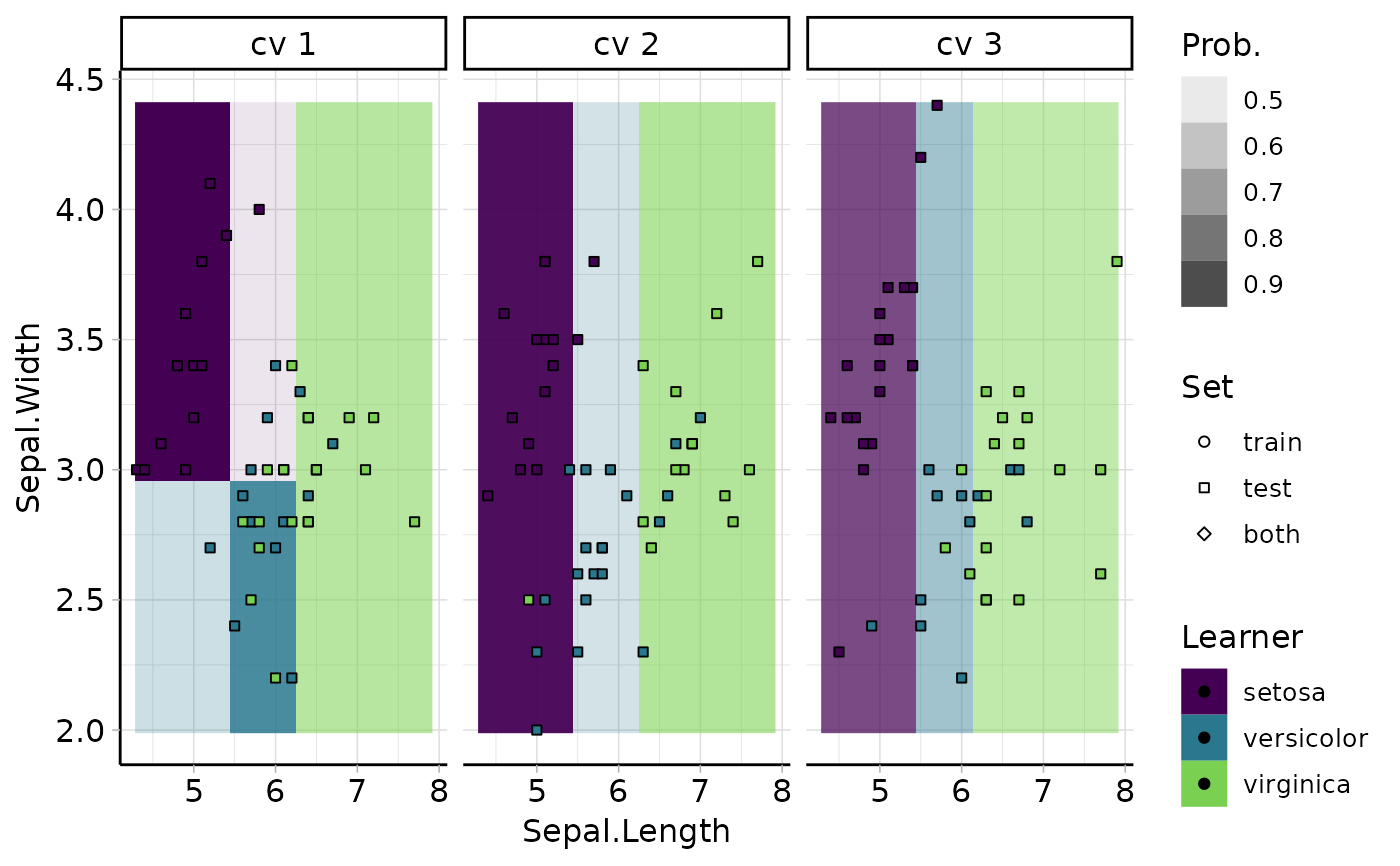 cv 1
cv 2
cv 3
4.5
4.0
3.5
3.0
2.5
2.0
Sepal.Width
5 6 7 8
5 6 7 8
5 6 7 8
Sepal.Length
Prob.
0.5
0.6
0.7
0.8
0.9
Set
train
test
both
Learner
setosa
versicolor
virginica